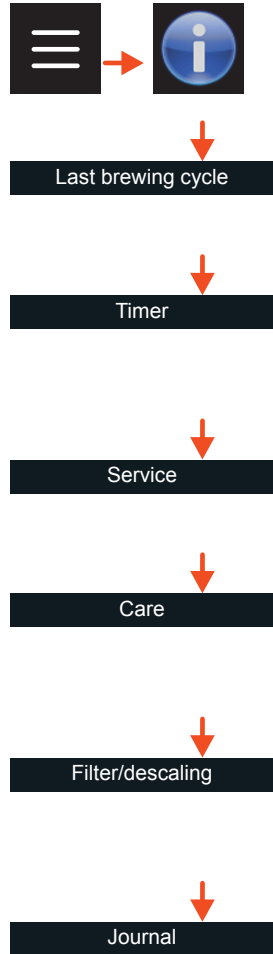 Last brewing cycle
Timer
Service
Care
Filter/descaling
Journal